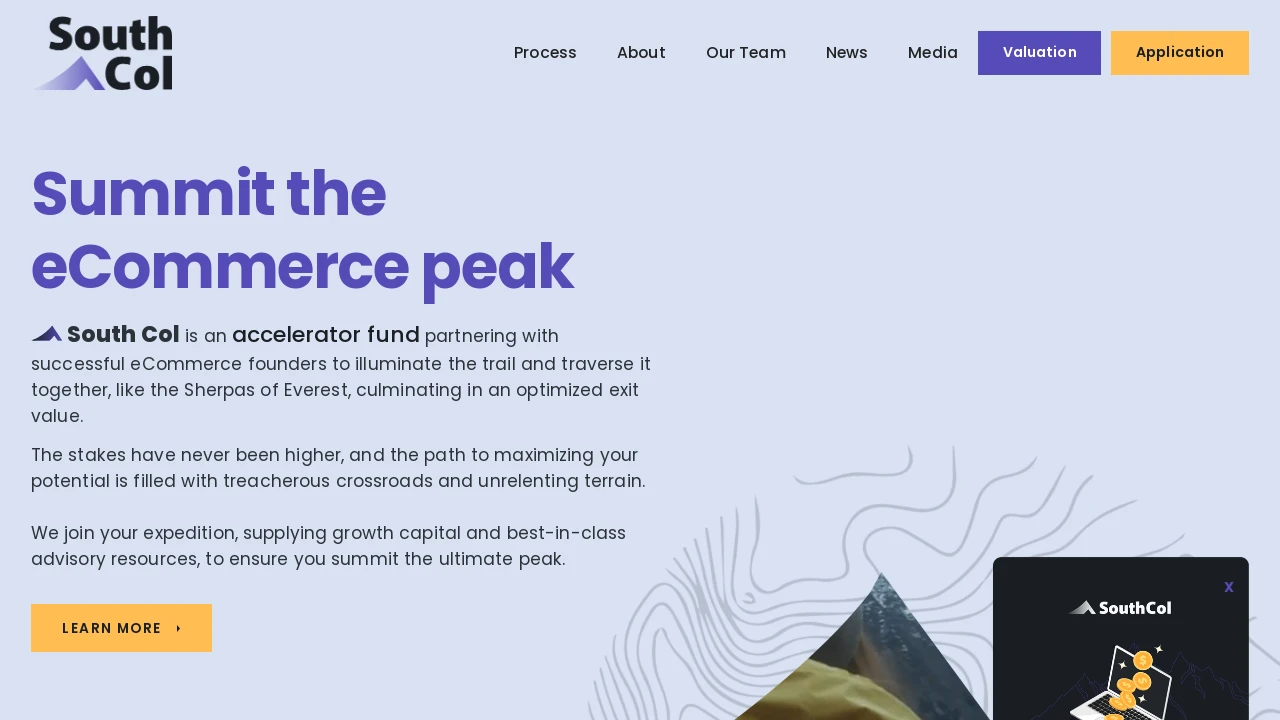 South
Col
Process About Our Team News Media Valuation Application
Summit the
eCommerce peak
South Col is an accelerator fund partnering with
successful eCommerce founders to illuminate the trail and traverse it
together, like the Sherpas of Everest, culminating in an optimized exit
value.
The stakes have never been higher, and the path to maximizing your
potential is filled with treacherous crossroads and unrelenting terrain.
We join your expedition, supplying growth capital and best-in-class
advisory resources, to ensure you summit the ultimate peak.
LEARN MORE
X
SouthCol